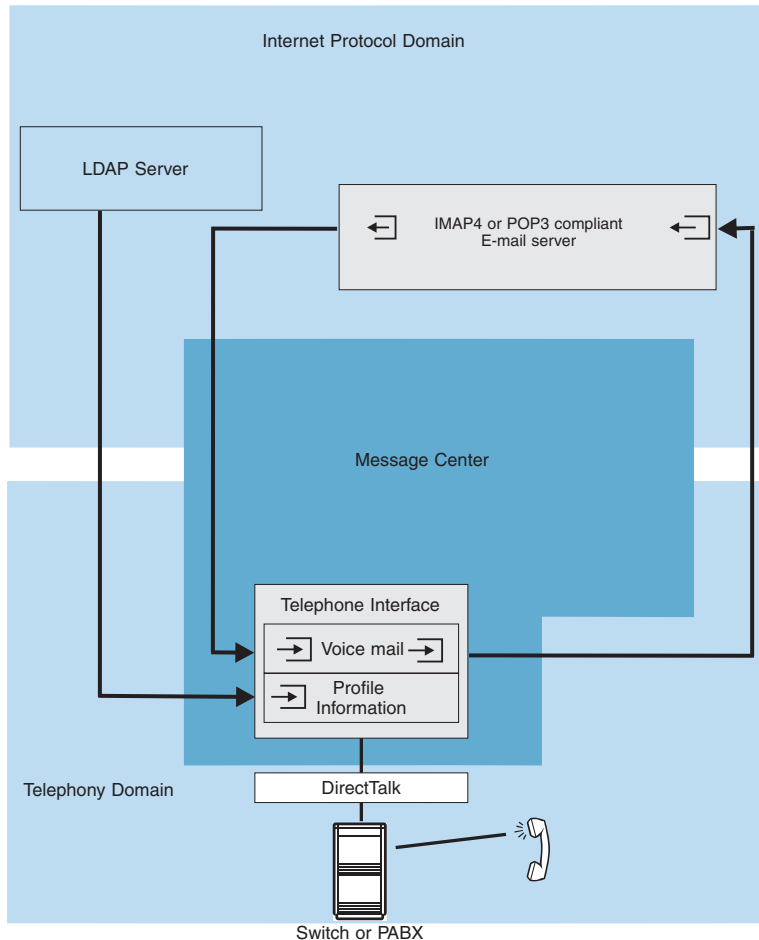 Internet Protocol Domain
LDAP Server
IMAP4 or POP3 compliant
E-mail server
Message Center
Telephone Interface
Voice mail
Profile
Information
DirectTalk
Telephony Domain
Switch or PABX